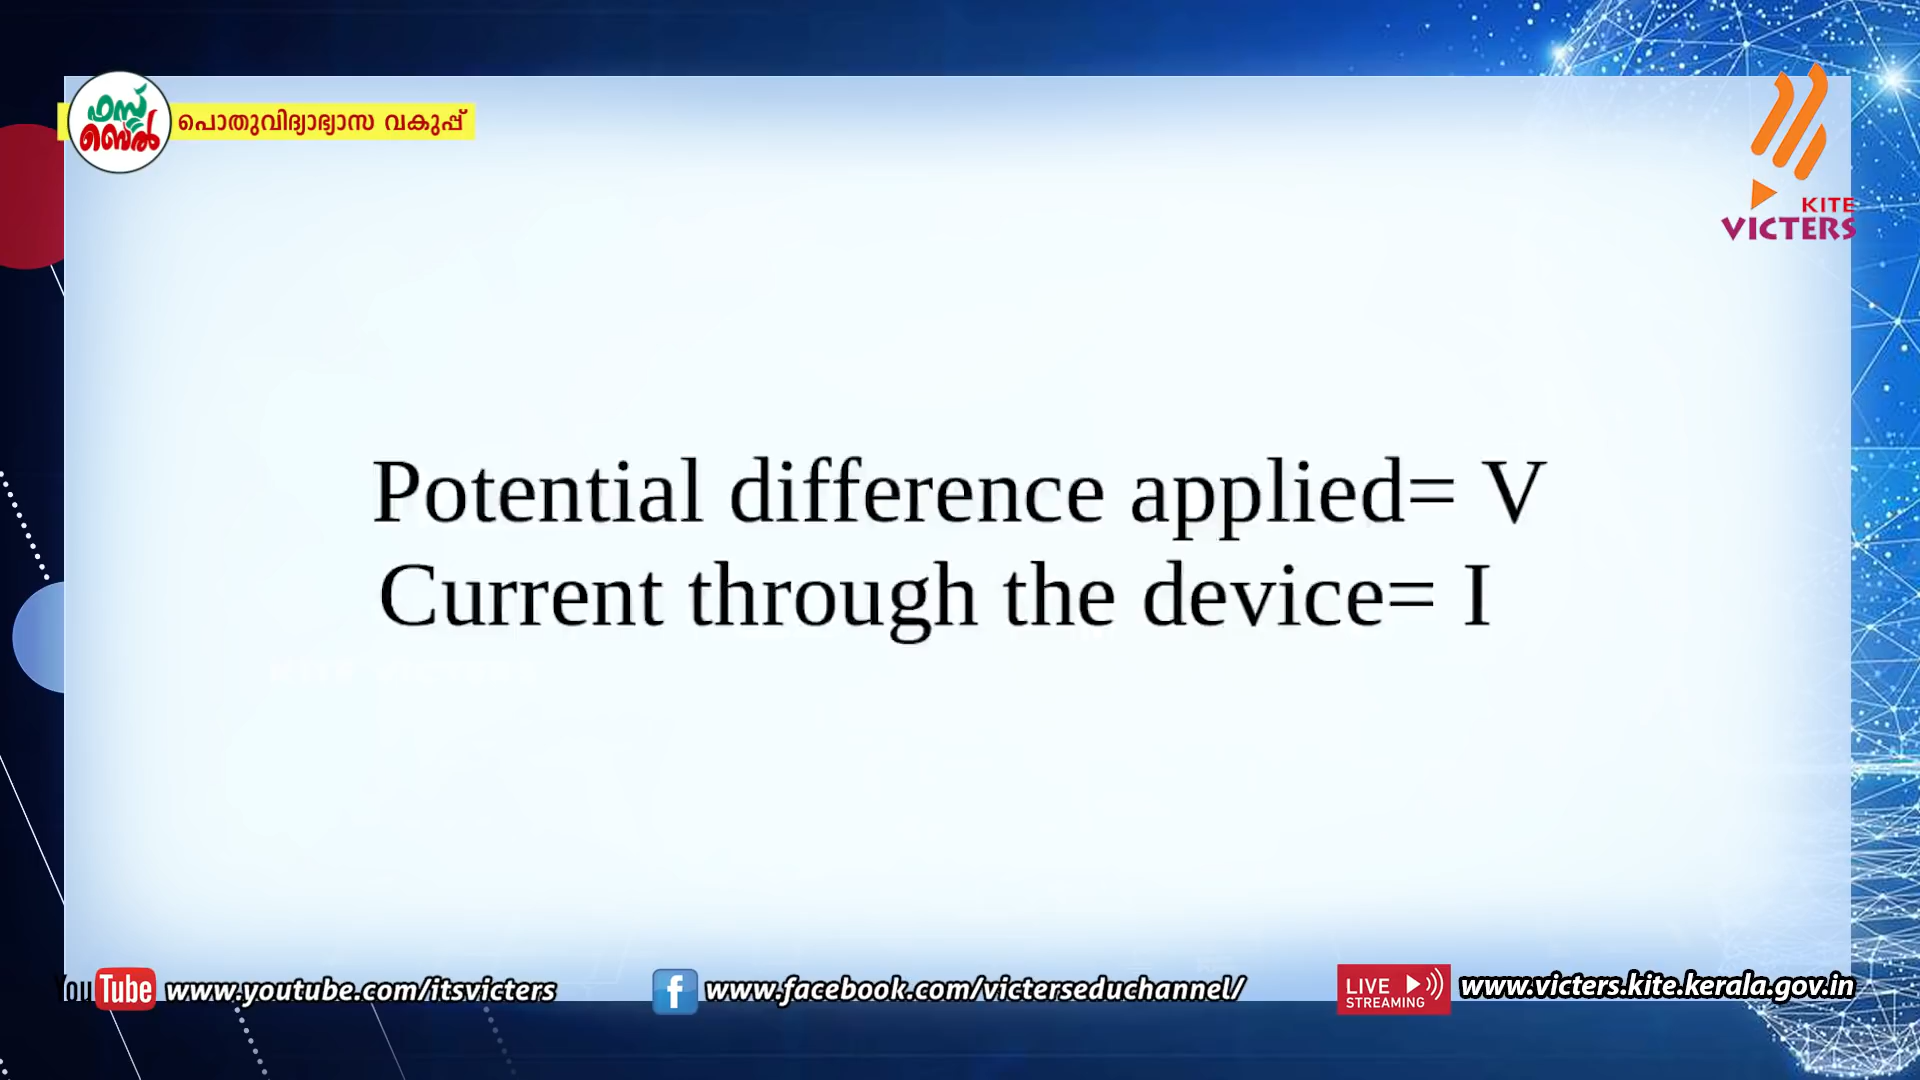 ഫസ്റ്റ്
ബെൽ
പൊതുവിദ്യാഭ്യാസ വകുപ്പ്
KITE
VICTERS
Potential difference applied= V
Current through the device= I
YouTube www.youtube.com/itsvicters
f www.facebook.com/victerseduchannel/
LIVE STREAMING www.victers.kite.kerala.gov.in